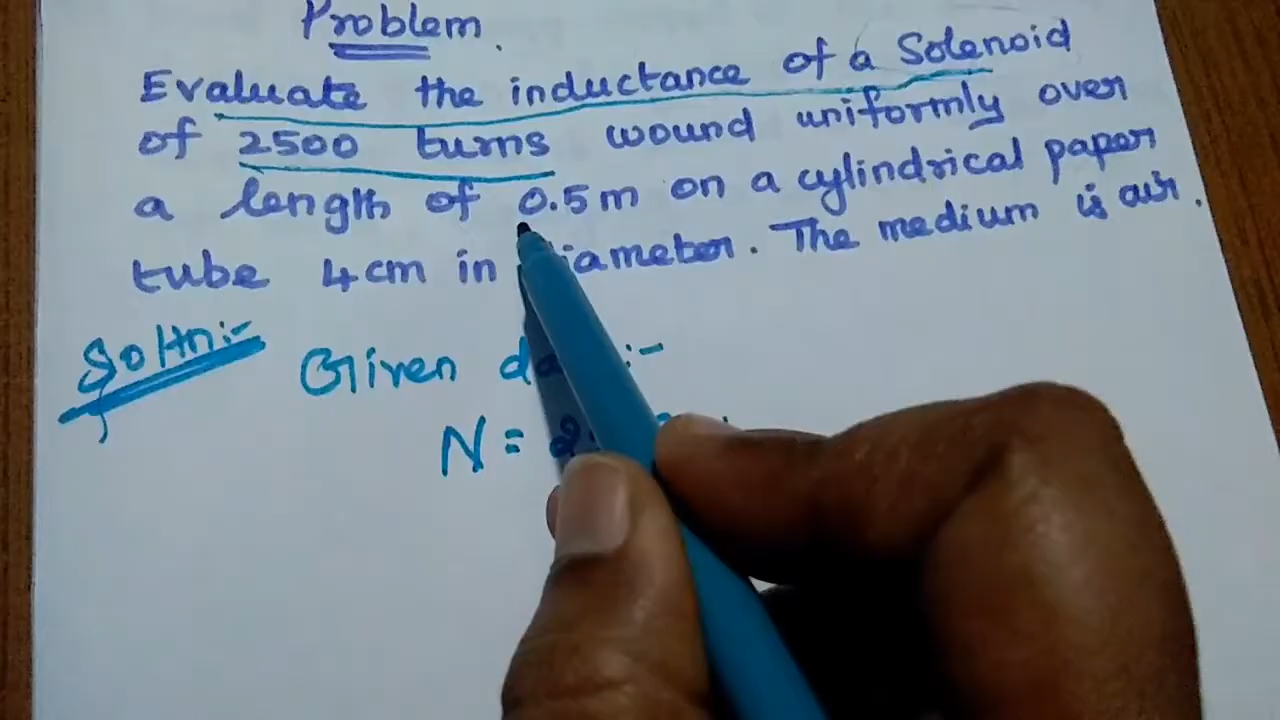 Problem.
Evaluate the inductance of a Solenoid
of 2500 turns wound uniformly over
a length of 0.5m on a cylindrical paper
tube 4cm in diameter. The medium is air.
Soltn:-
Given :-
N =